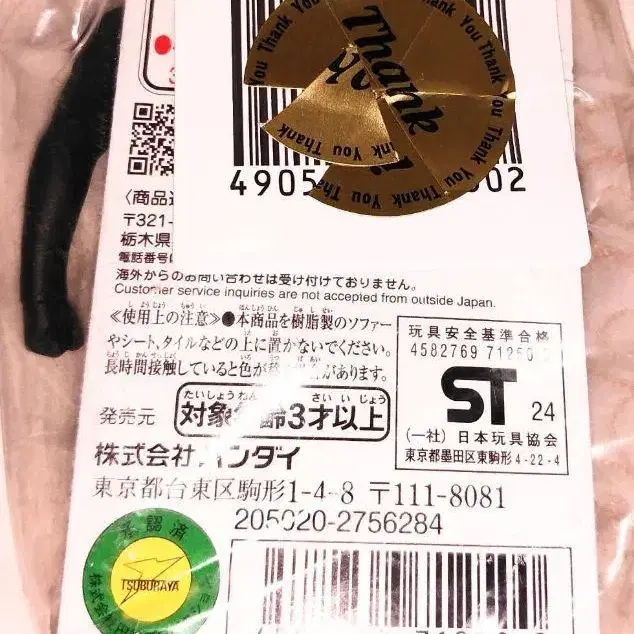 Thank You Thank You Thank You Thank You
Thank
4905
02
〒321-
栃木県
海外からのお問い合わせは受け付けておりません。
Customer service inquiries are not accepted from outside Japan.
≪使用上の注意≫●本商品を樹脂製のソファー
やシート、タイルなどの上に置かないでください。
長時間接触していると色が があります。
玩具安全基準合格
4582769
ST 24
(一社)日本玩具協会
東京都墨田区東駒形4-22-4
発売元
対象年齢3才以上
株式会社バンダイ
東京都台東区駒形1-4-8 〒111-8081
205020-2756284
承認済
TSUBURAYA